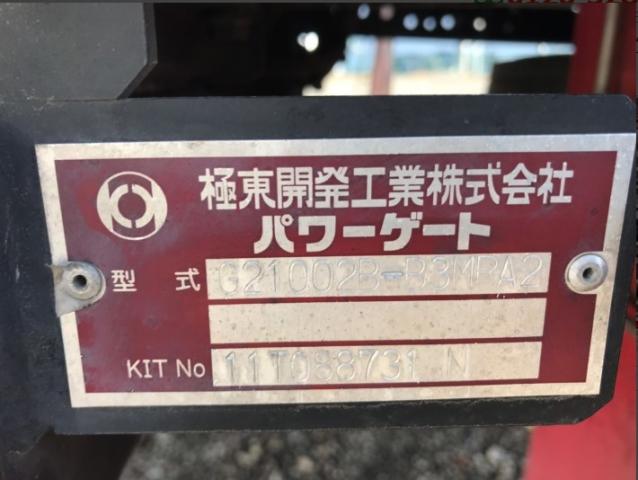 極東開発工業株式会社
パワーゲート
型式 G21002B-B3MRA2
KIT No 11T088731 N